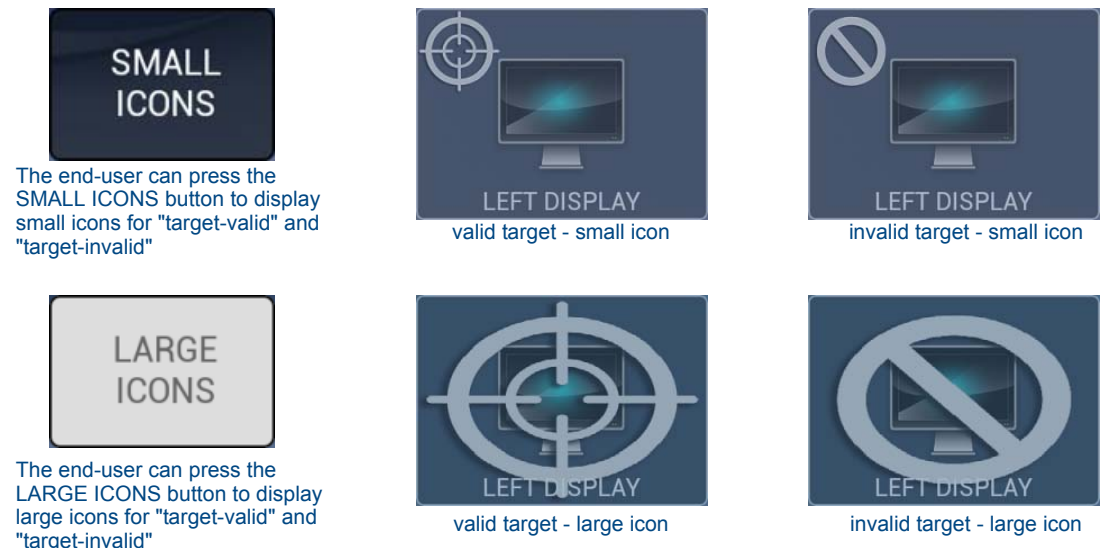 SMALL
ICONS
The end-user can press the
SMALL ICONS button to display
small icons for "target-valid" and
"target-invalid"
LEFT DISPLAY
valid target - small icon
LEFT DISPLAY
invalid target - small icon
LARGE
ICONS
The end-user can press the
LARGE ICONS button to display
large icons for "target-valid" and
"target-invalid"
LEFT DISPLAY
valid target - large icon
LEFT DISPLAY
invalid target - large icon